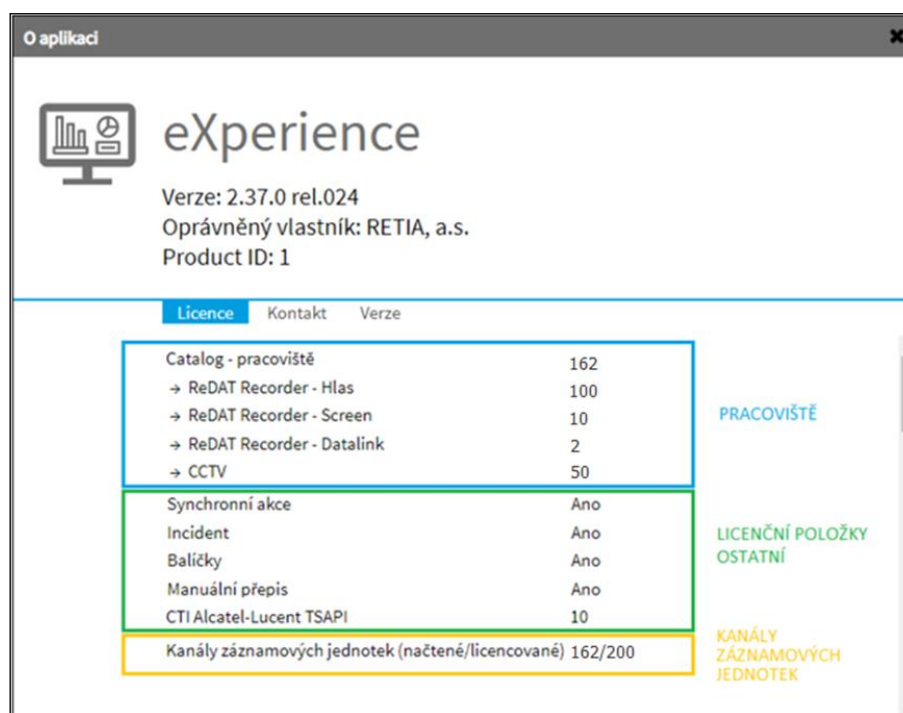 O aplikaci
eXperience
Verze: 2.37.0 rel.024
Oprávněný vlastník: RETIA, a.s.
Product ID: 1
Licence Kontakt Verze
Catalog - pracoviště 162
→ ReDAT Recorder - Hlas 100
→ ReDAT Recorder - Screen 10
→ ReDAT Recorder - Datalink 2
→ CCTV 50
PRACOVIŠTĚ
Synchronní akce Ano
Incident Ano
Balíčky Ano
Manuální přepis Ano
CTI Alcatel-Lucent TSAPI 10
LICENČNÍ POLOŽKY
OSTATNÍ
Kanály záznamových jednotek (načtené/licencované) 162/200
KANÁLY
ZÁZNAMOVÝCH
JEDNOTEK